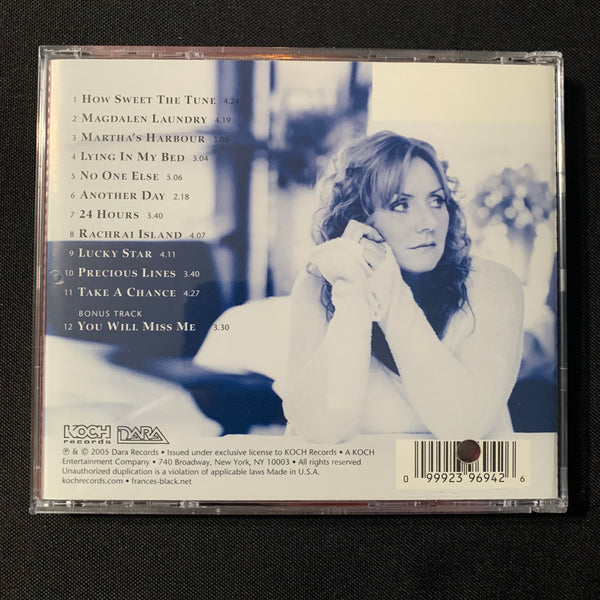 1 How Sweet The Tune 4.24
2 Magdalen Laundry 4.19
3 Martha's Harbour 3.08
4 Lying In My Bed 3.04
5 No One Else 5.06
6 Another Day 2.18
7 24 Hours 3.40
8 Rachrai Island 4.07
9 Lucky Star 4.11
10 Precious Lines 3.40
11 Take A Chance 4.27
BONUS TRACK
12 You Will Miss Me 3.30
KOCH records DARA
℗ & © 2005 Dara Records • Issued under exclusive license to KOCH Records • A KOCH
Entertainment Company • 740 Broadway, New York, NY 10003 • All rights reserved
Unauthorized duplication is a violation of applicable laws Made in U.S.A.
kochrecords.com • frances-black.net
0 99923 96942 6